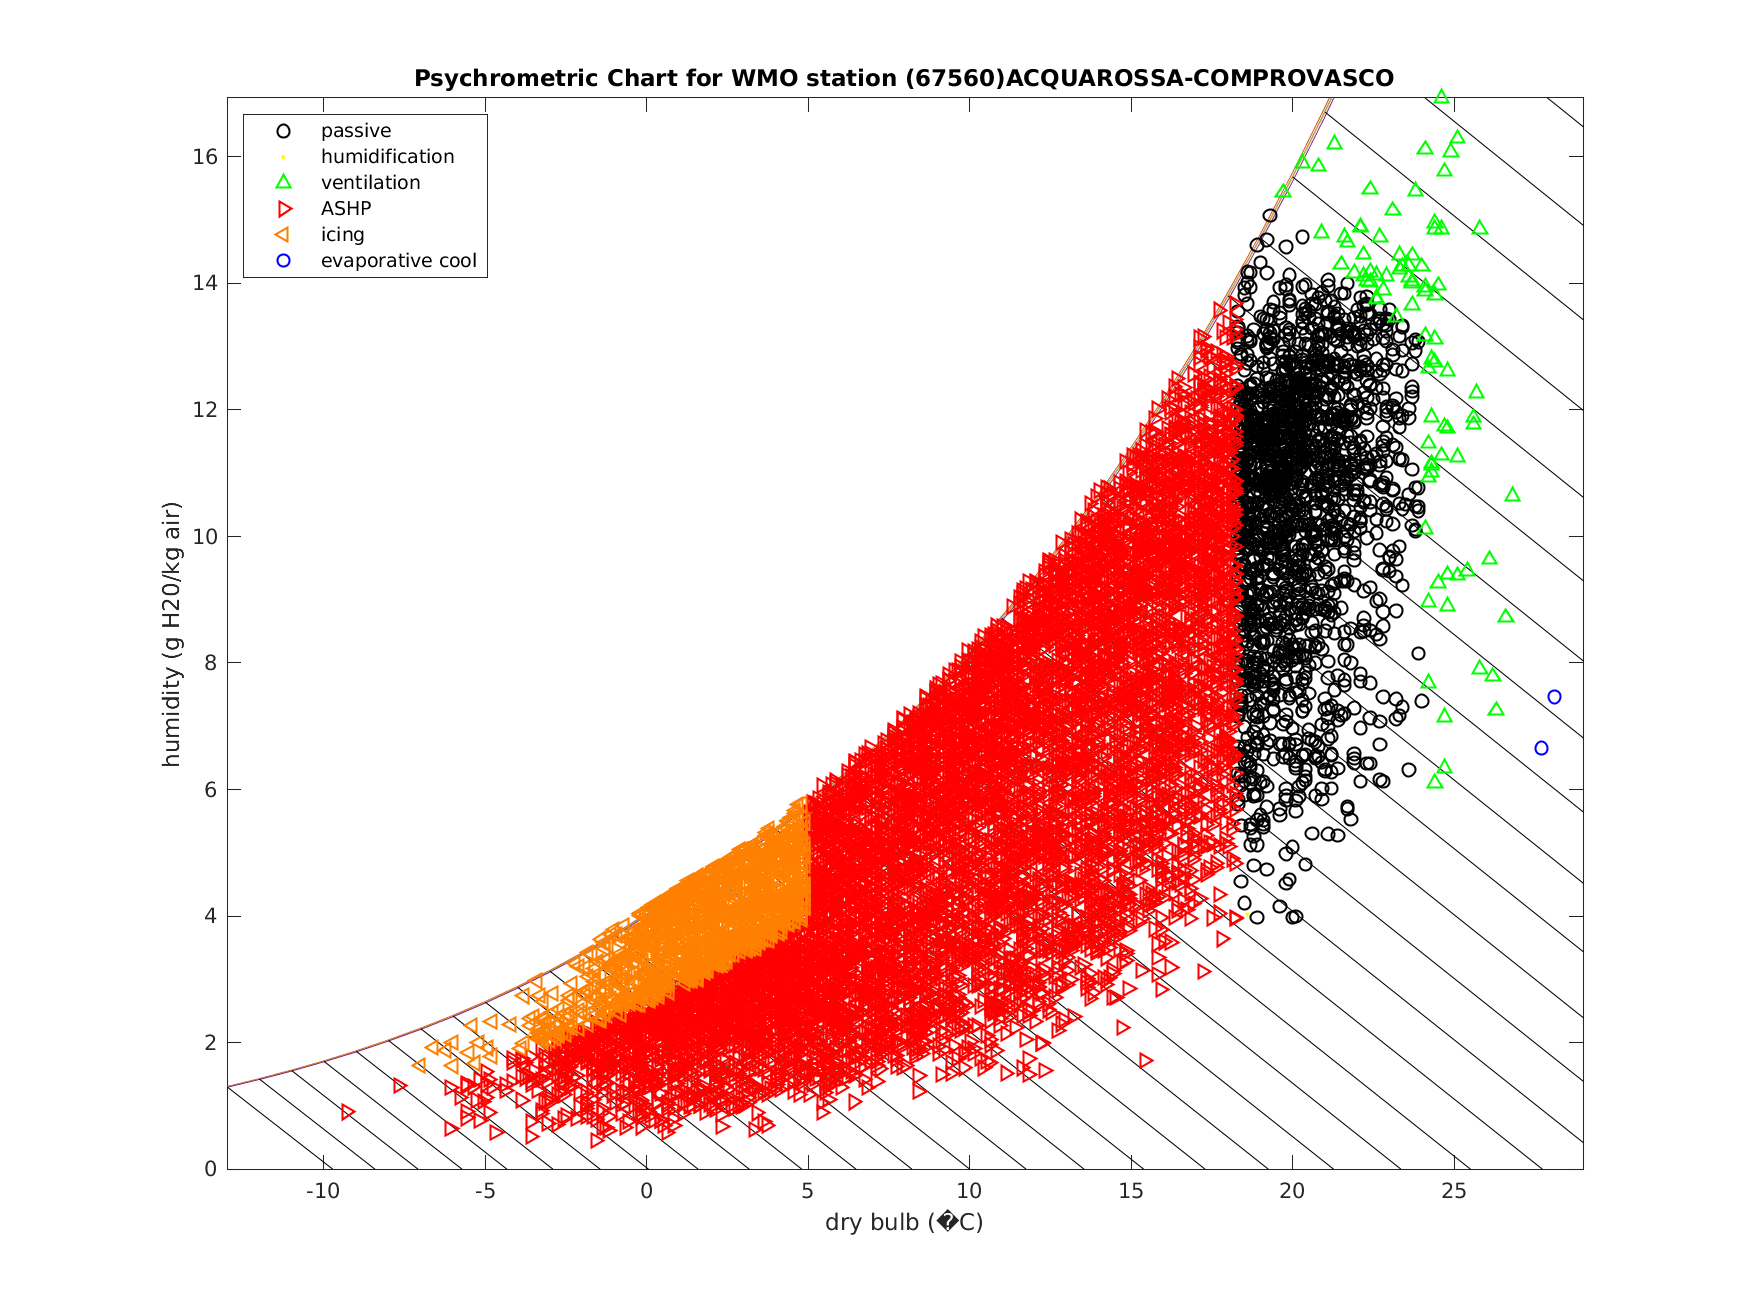 Psychrometric Chart for WMO station (67560)ACQUAROSSA-COMPROVASCO
passive
humidification
ventilation
ASHP
icing
evaporative cool
16
14
12
10
8
6
4
2
0
humidity (g H20/kg air)
-10 -5 0 5 10 15 20 25
dry bulb (�C)